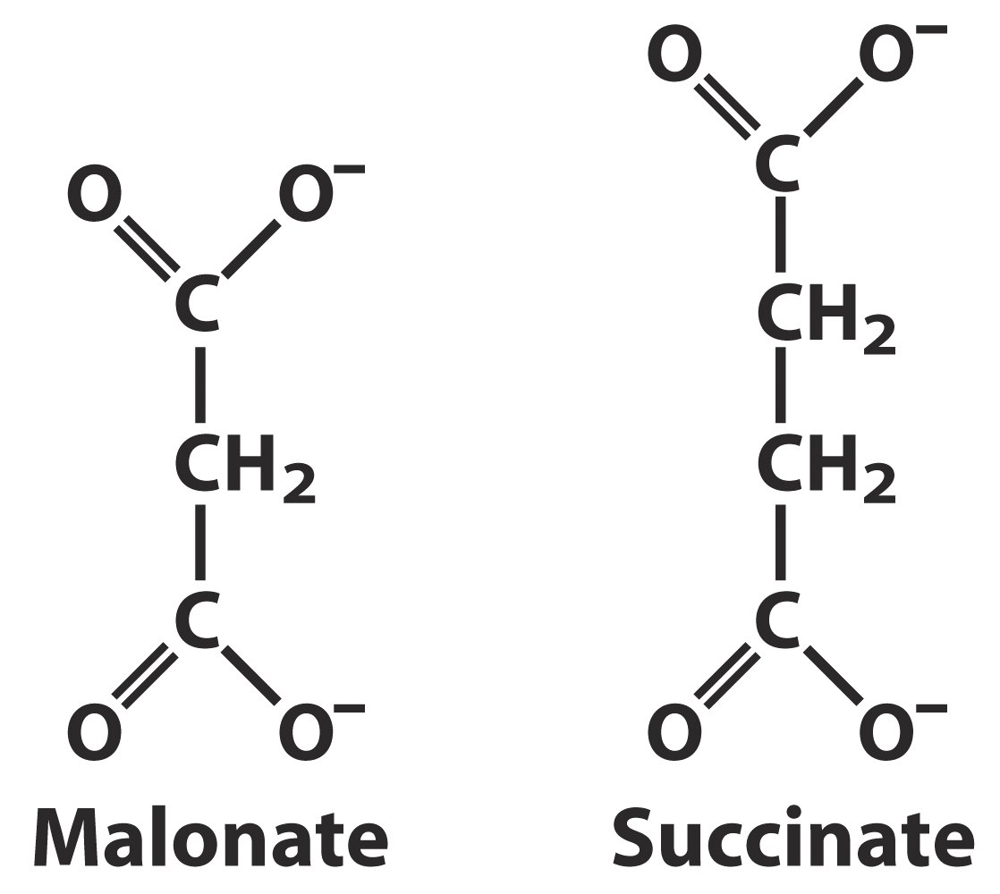 O O⁻
C
CH₂
C
O O⁻
Malonate
O O⁻
C
CH₂
CH₂
C
O O⁻
Succinate